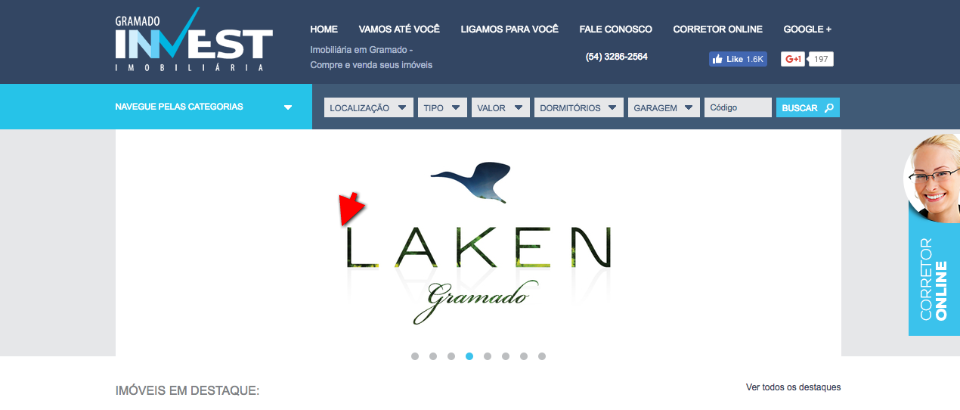 GRAMADO
INVEST
IMOBILIÁRIA
HOME VAMOS ATÉ VOCÊ LIGAMOS PARA VOCÊ FALE CONOSCO CORRETOR ONLINE GOOGLE +
Imobiliária em Gramado -
Compre e venda seus imóveis
(54) 3286-2564
Like 1.6K
G+1 197
NAVEGUE PELAS CATEGORIAS
LOCALIZAÇÃO TIPO VALOR DORMITÓRIOS GARAGEM Código BUSCAR
LAKEN
Gramado
CORRETOR
ONLINE
IMÓVEIS EM DESTAQUE:
Ver todos os destaques